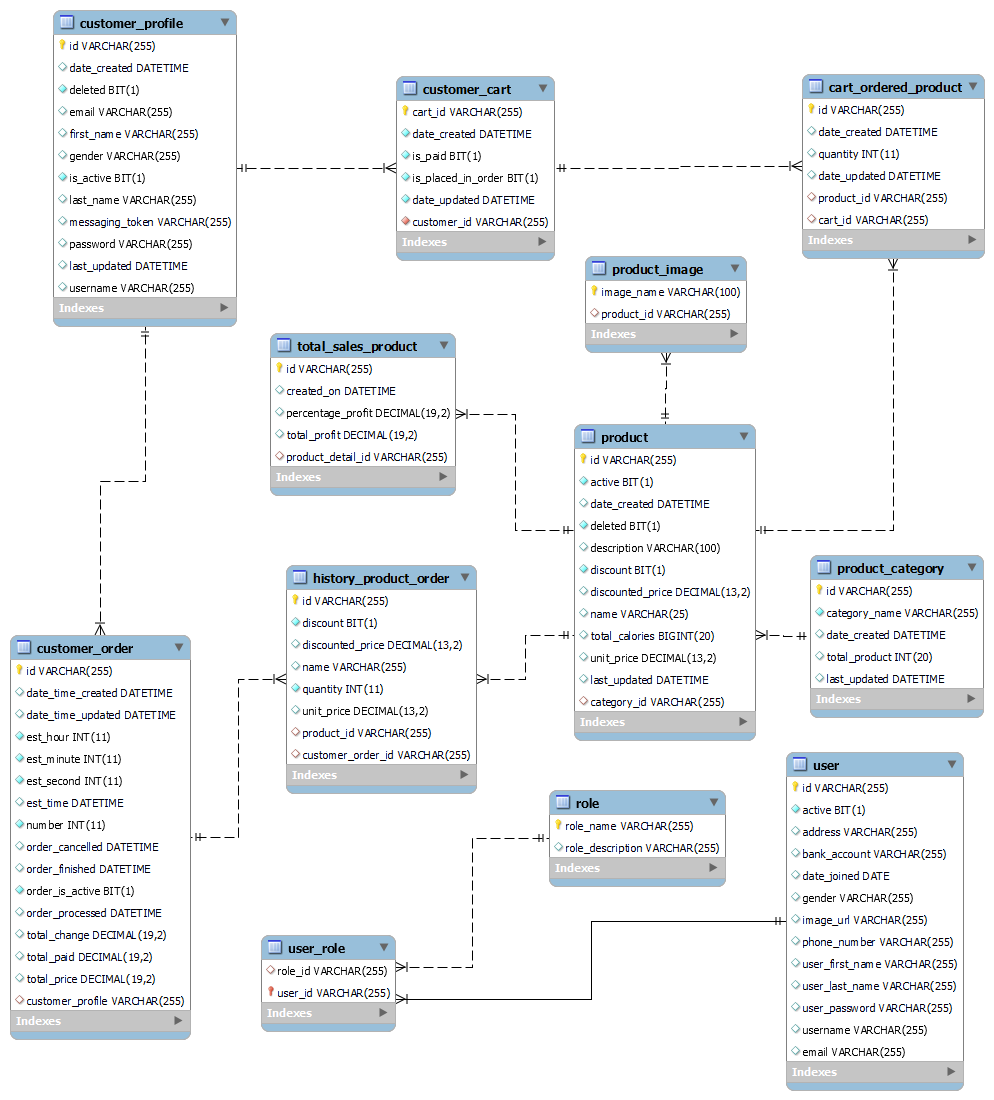 customer_profile
id VARCHAR(255)
date_created DATETIME
deleted BIT(1)
email VARCHAR(255)
first_name VARCHAR(255)
gender VARCHAR(255)
is_active BIT(1)
last_name VARCHAR(255)
messaging_token VARCHAR(255)
password VARCHAR(255)
last_updated DATETIME
username VARCHAR(255)
Indexes
customer_cart
cart_id VARCHAR(255)
date_created DATETIME
is_paid BIT(1)
is_placed_in_order BIT(1)
date_updated DATETIME
customer_id VARCHAR(255)
Indexes
cart_ordered_product
id VARCHAR(255)
date_created DATETIME
quantity INT(11)
date_updated DATETIME
product_id VARCHAR(255)
cart_id VARCHAR(255)
Indexes
product_image
image_name VARCHAR(100)
product_id VARCHAR(255)
Indexes
total_sales_product
id VARCHAR(255)
created_on DATETIME
percentage_profit DECIMAL(19,2)
total_profit DECIMAL(19,2)
product_detail_id VARCHAR(255)
Indexes
product
id VARCHAR(255)
active BIT(1)
date_created DATETIME
deleted BIT(1)
description VARCHAR(100)
discount BIT(1)
discounted_price DECIMAL(13,2)
name VARCHAR(25)
total_calories BIGINT(20)
unit_price DECIMAL(13,2)
last_updated DATETIME
category_id VARCHAR(255)
Indexes
product_category
id VARCHAR(255)
category_name VARCHAR(255)
date_created DATETIME
total_product INT(20)
last_updated DATETIME
Indexes
history_product_order
id VARCHAR(255)
discount BIT(1)
discounted_price DECIMAL(13,2)
name VARCHAR(255)
quantity INT(11)
unit_price DECIMAL(13,2)
product_id VARCHAR(255)
customer_order_id VARCHAR(255)
Indexes
customer_order
id VARCHAR(255)
date_time_created DATETIME
date_time_updated DATETIME
est_hour INT(11)
est_minute INT(11)
est_second INT(11)
est_time DATETIME
number INT(11)
order_cancelled DATETIME
order_finished DATETIME
order_is_active BIT(1)
order_processed DATETIME
total_change DECIMAL(19,2)
total_paid DECIMAL(19,2)
total_price DECIMAL(19,2)
customer_profile VARCHAR(255)
Indexes
role
role_name VARCHAR(255)
role_description VARCHAR(255)
Indexes
user_role
role_id VARCHAR(255)
user_id VARCHAR(255)
Indexes
user
id VARCHAR(255)
active BIT(1)
address VARCHAR(255)
bank_account VARCHAR(255)
date_joined DATE
gender VARCHAR(255)
image_url VARCHAR(255)
phone_number VARCHAR(255)
user_first_name VARCHAR(255)
user_last_name VARCHAR(255)
user_password VARCHAR(255)
username VARCHAR(255)
email VARCHAR(255)
Indexes